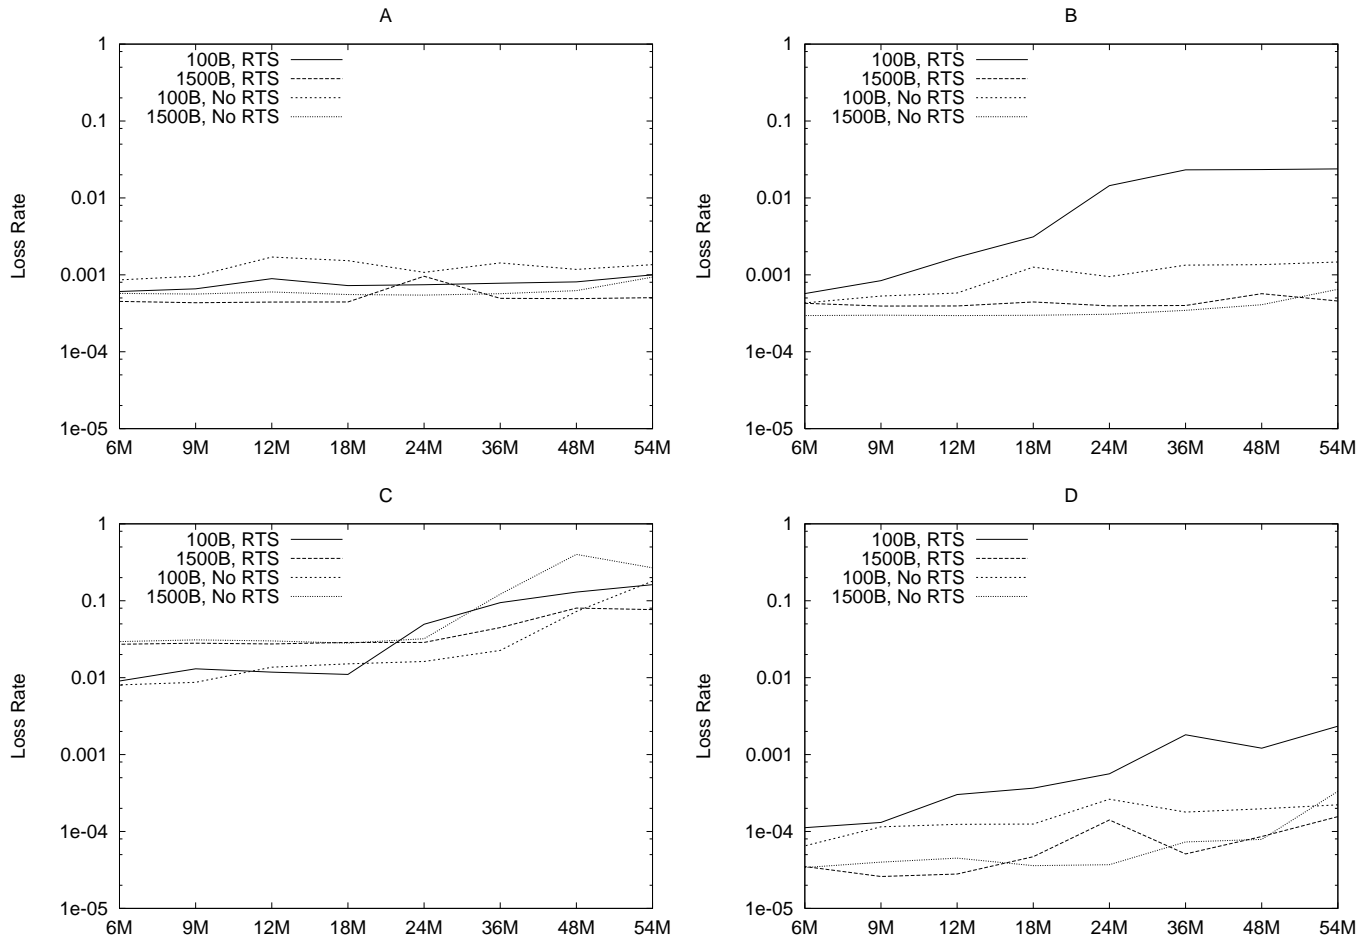 A
1
100B, RTS
1500B, RTS
100B, No RTS
1500B, No RTS
0.1
0.01
0.001
1e-04
1e-05
6M 9M 12M 18M 24M 36M 48M 54M
Loss Rate
B
1
100B, RTS
1500B, RTS
100B, No RTS
1500B, No RTS
0.1
0.01
0.001
1e-04
1e-05
6M 9M 12M 18M 24M 36M 48M 54M
Loss Rate
C
1
100B, RTS
1500B, RTS
100B, No RTS
1500B, No RTS
0.1
0.01
0.001
1e-04
1e-05
6M 9M 12M 18M 24M 36M 48M 54M
Loss Rate
D
1
100B, RTS
1500B, RTS
100B, No RTS
1500B, No RTS
0.1
0.01
0.001
1e-04
1e-05
6M 9M 12M 18M 24M 36M 48M 54M
Loss Rate